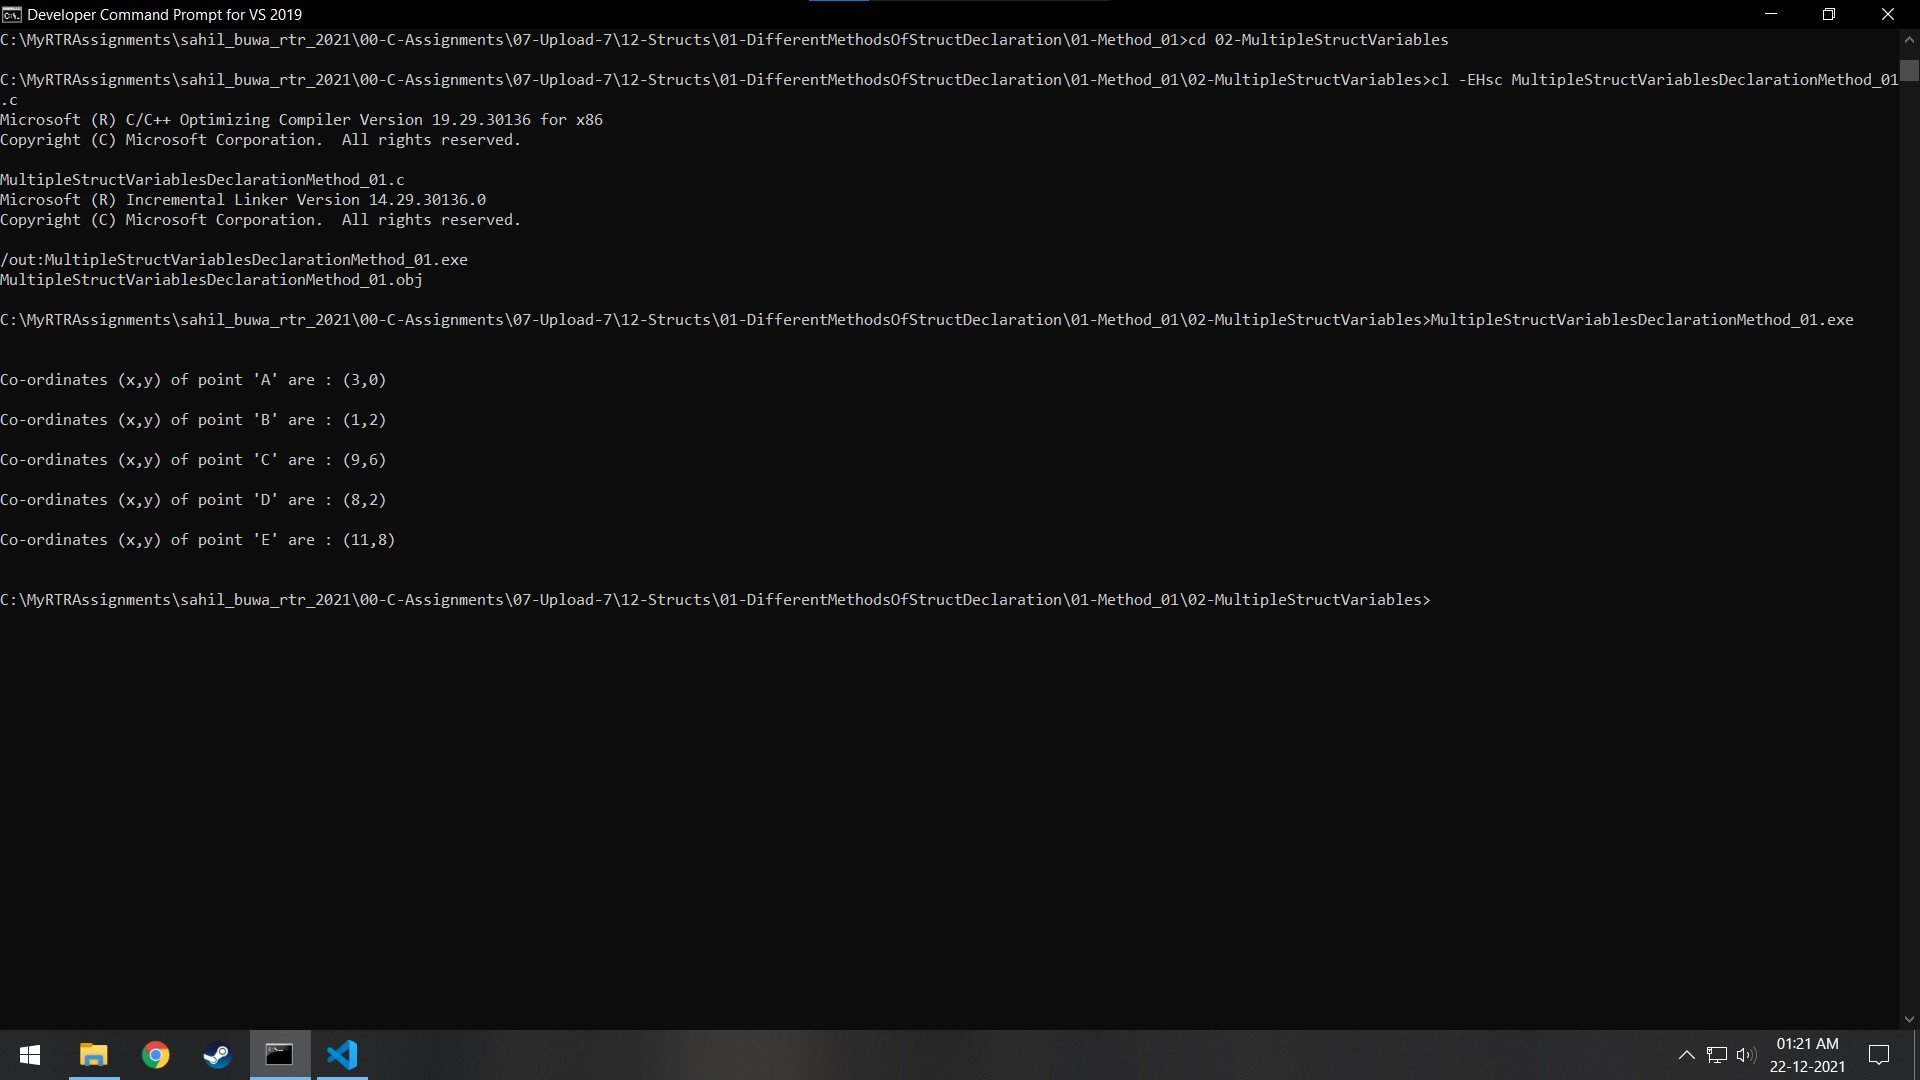 Developer Command Prompt for VS 2019
C:\MyRTRAssignments\sahil_buwa_rtr_2021\00-C-Assignments\07-Upload-7\12-Structs\01-DifferentMethodsOfStructDeclaration\01-Method_01>cd 02-MultipleStructVariables
C:\MyRTRAssignments\sahil_buwa_rtr_2021\00-C-Assignments\07-Upload-7\12-Structs\01-DifferentMethodsOfStructDeclaration\01-Method_01\02-MultipleStructVariables>cl -EHsc MultipleStructVariablesDeclarationMethod_01
.c
Microsoft (R) C/C++ Optimizing Compiler Version 19.29.30136 for x86
Copyright (C) Microsoft Corporation.  All rights reserved.
MultipleStructVariablesDeclarationMethod_01.c
Microsoft (R) Incremental Linker Version 14.29.30136.0
Copyright (C) Microsoft Corporation.  All rights reserved.
/out:MultipleStructVariablesDeclarationMethod_01.exe
MultipleStructVariablesDeclarationMethod_01.obj
C:\MyRTRAssignments\sahil_buwa_rtr_2021\00-C-Assignments\07-Upload-7\12-Structs\01-DifferentMethodsOfStructDeclaration\01-Method_01\02-MultipleStructVariables>MultipleStructVariablesDeclarationMethod_01.exe
Co-ordinates (x,y) of point 'A' are : (3,0)
Co-ordinates (x,y) of point 'B' are : (1,2)
Co-ordinates (x,y) of point 'C' are : (9,6)
Co-ordinates (x,y) of point 'D' are : (8,2)
Co-ordinates (x,y) of point 'E' are : (11,8)
C:\MyRTRAssignments\sahil_buwa_rtr_2021\00-C-Assignments\07-Upload-7\12-Structs\01-DifferentMethodsOfStructDeclaration\01-Method_01\02-MultipleStructVariables>
01:21 AM
22-12-2021